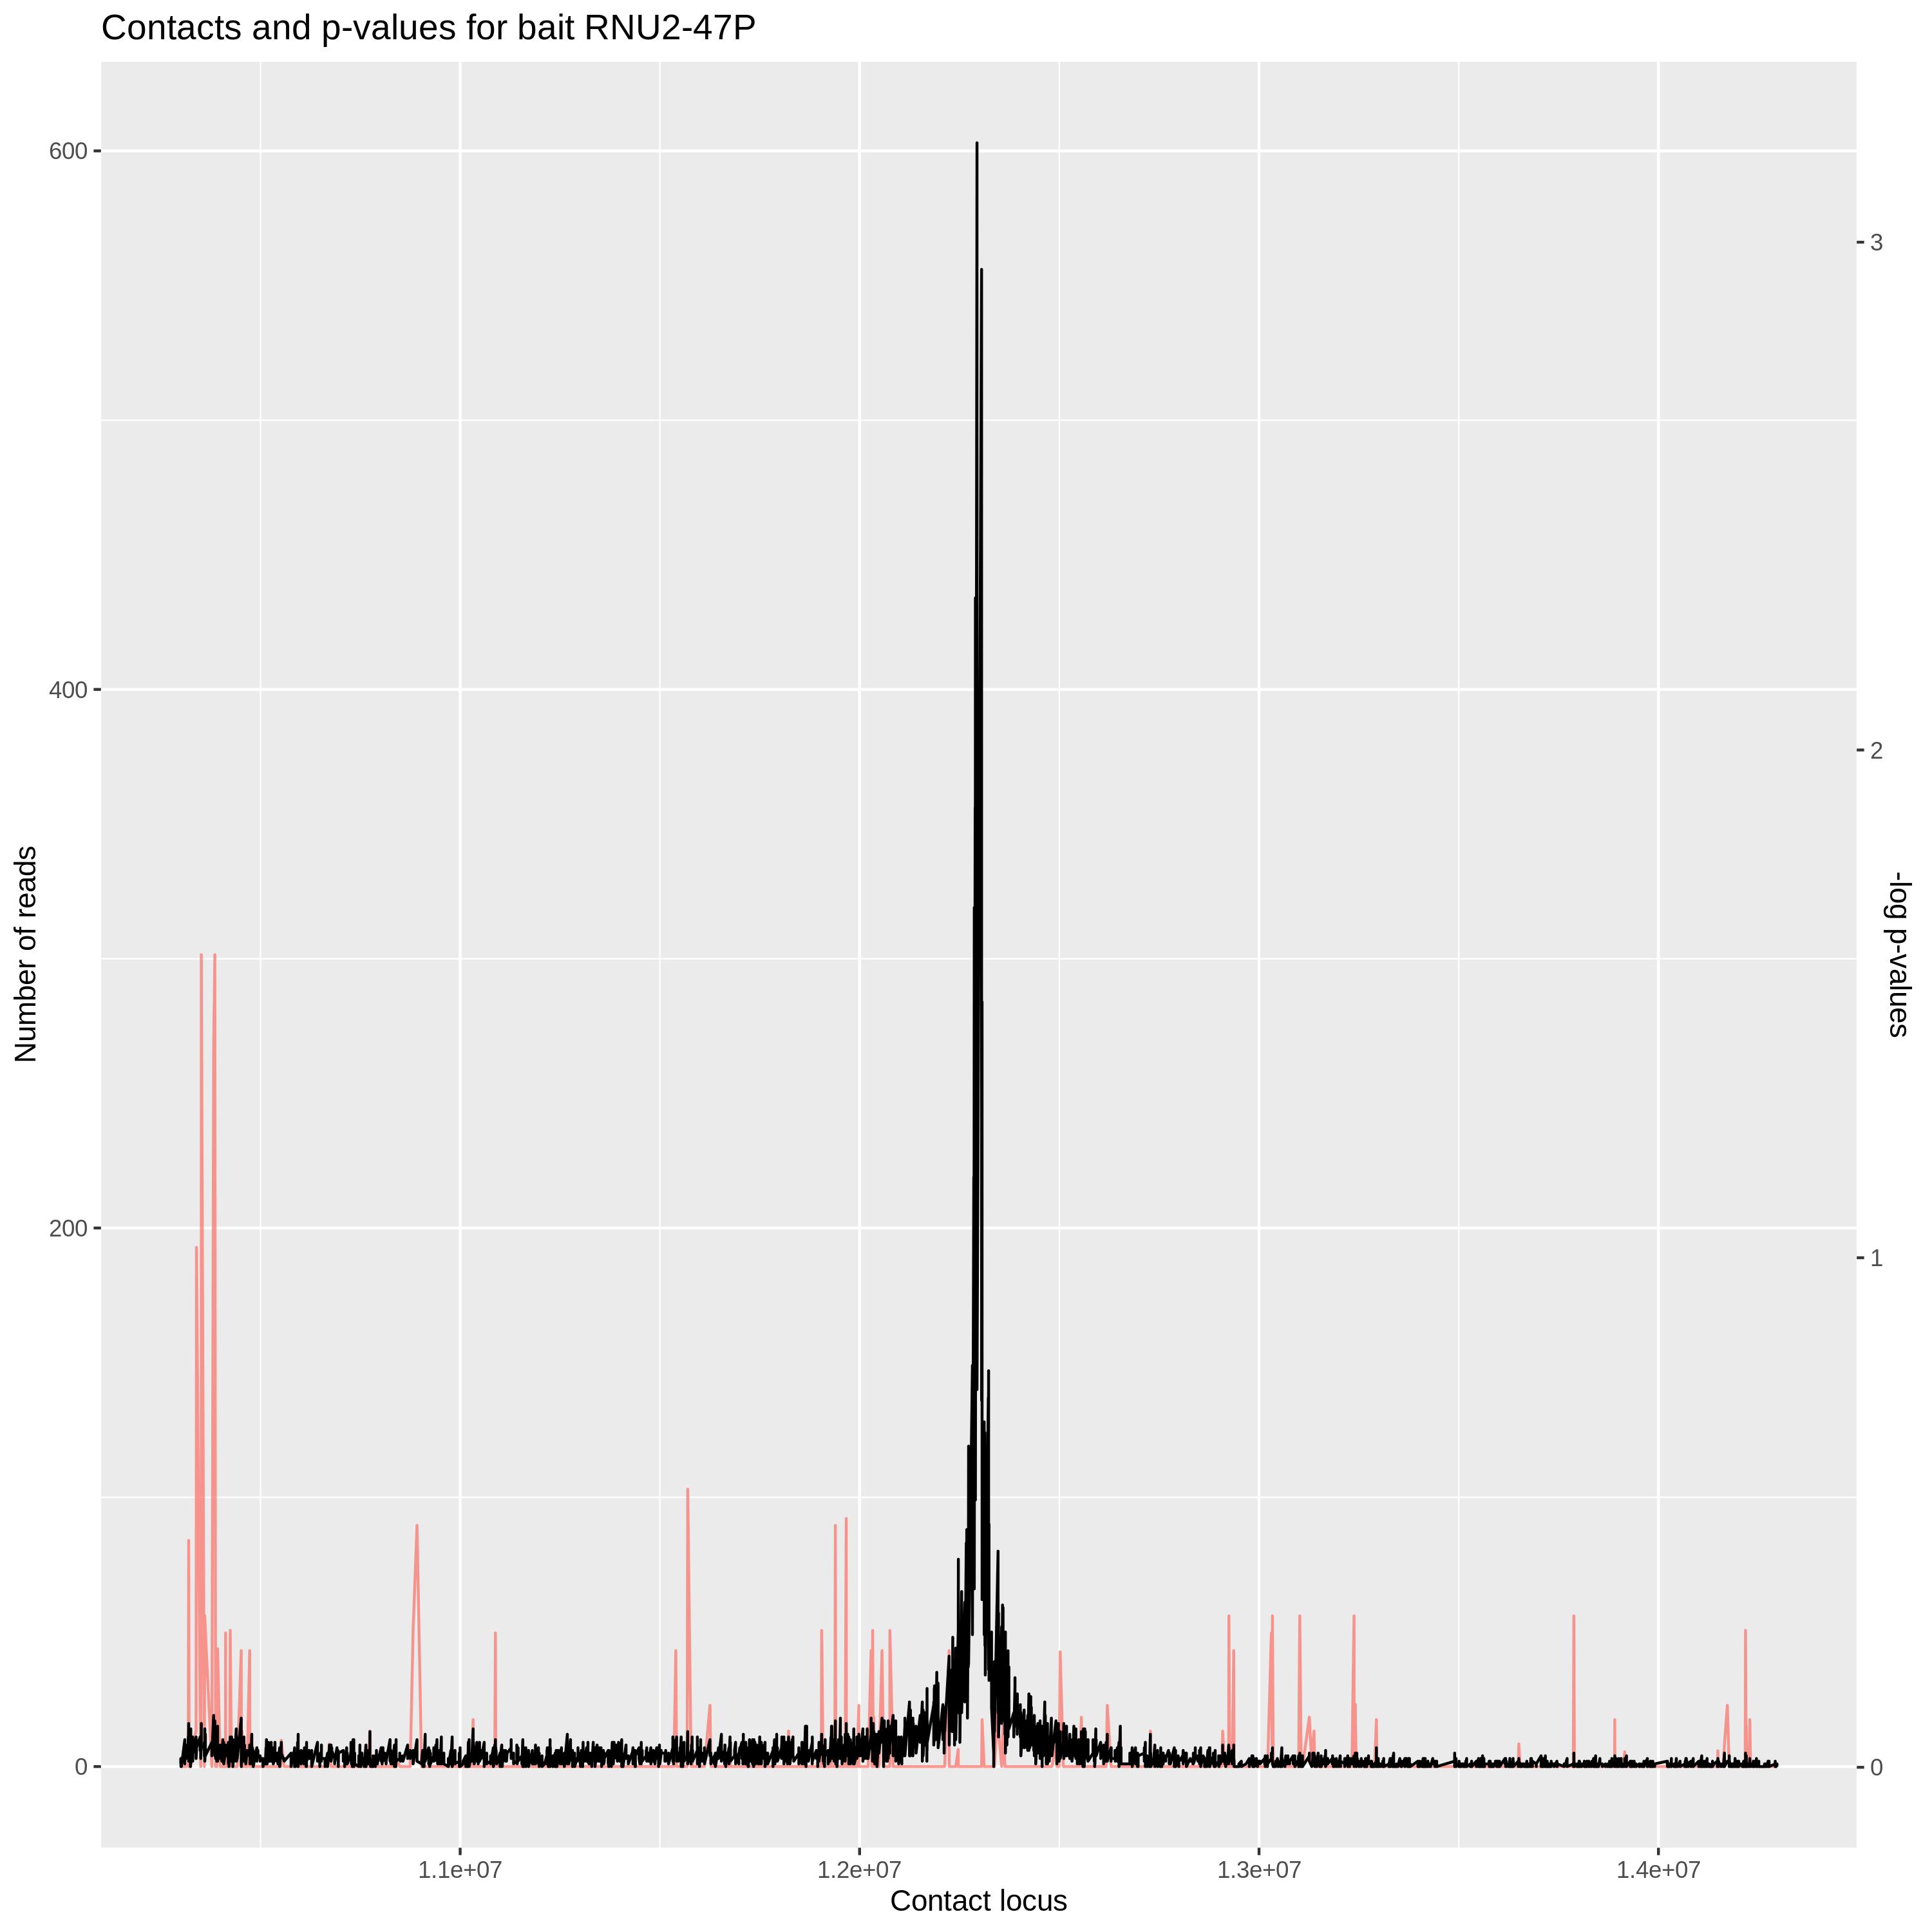 Contacts and p-values for bait RNU2-47P
600
400
200
0
Number of reads
3
2
1
0
-log p-values
1.1e+07
1.2e+07
1.3e+07
1.4e+07
Contact locus